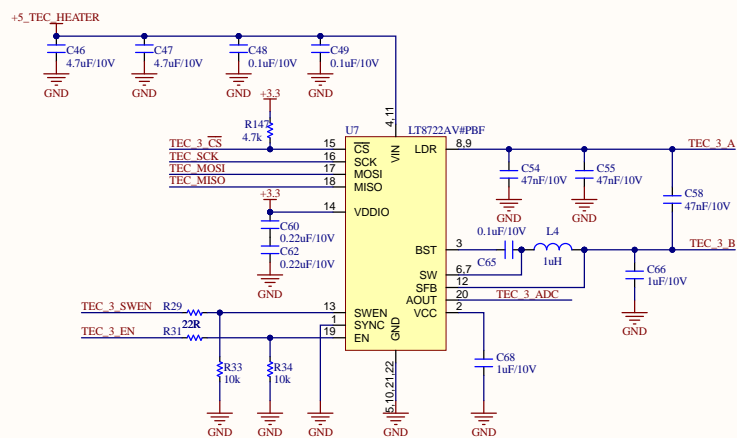 +5_TEC_HEATER
C46
4.7uF/10V
C47
4.7uF/10V
C48
0.1uF/10V
C49
0.1uF/10V
GND
GND
GND
GND
+3.3
R147
4.7k
U7
LT8722AV#PBF
4,11
VIN
TEC_3_CS
15
CS
TEC_SCK
16
SCK
TEC_MOSI
17
MOSI
TEC_MISO
18
MISO
LDR
8,9
TEC_3_A
C54
47nF/10V
C55
47nF/10V
C58
47nF/10V
GND
GND
+3.3
14
VDDIO
C60
0.22uF/10V
C62
0.22uF/10V
GND
BST
3
0.1uF/10V
C65
L4
1uH
TEC_3_B
SW
6,7
SFB
12
AOUT
20
TEC_3_ADC
VCC
2
C66
1uF/10V
GND
TEC_3_SWEN
R29
22R
13
SWEN
1
SYNC
TEC_3_EN
R31
19
EN
GND
5,10,21,22
R33
10k
R34
10k
C68
1uF/10V
GND
GND
GND
GND
GND